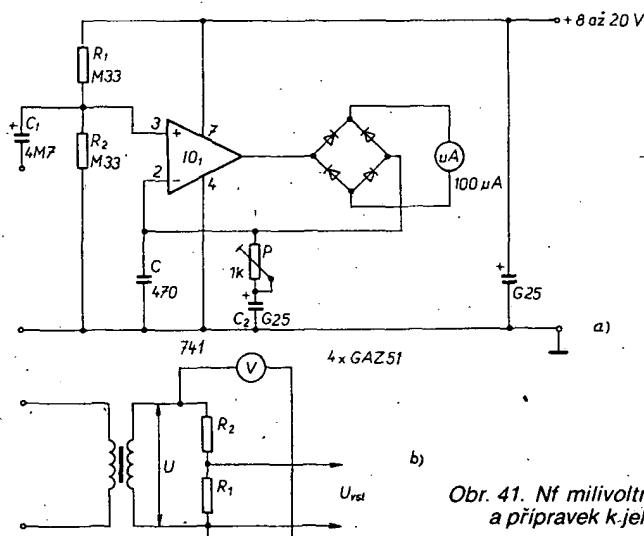 + 8 až 20 V
R1
M33
+
C1
4M7
R2
M33
3
+
7
IO1
2
-
4
µA
100 µA
P
1k
C
470
+
C2
G25
+
G25
a)
741
4 x GAZ51
V
R2
U
R1
Uvst
b)
Obr. 41. Nf milivoltm
a přípravek k jeh